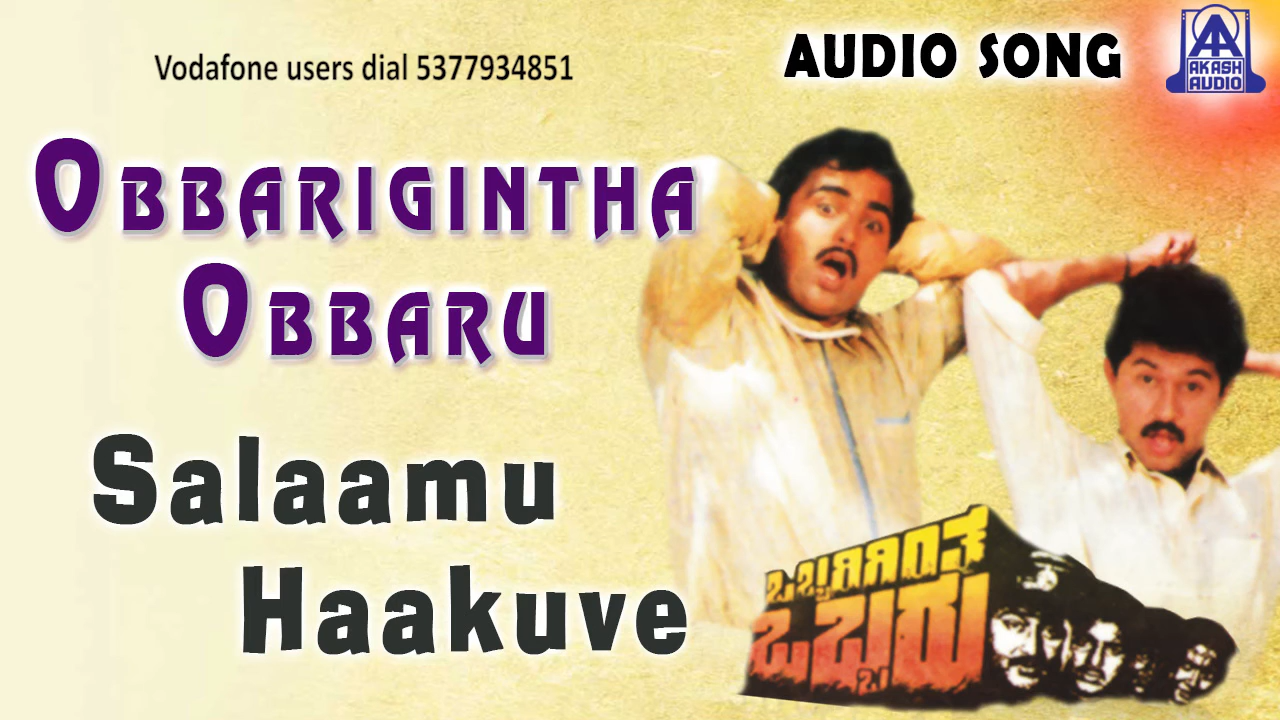 Vodafone users dial 5377934851
AUDIO SONG
AKASH
AUDIO
OBBARIGINTHA
OBBARU
Salaamu
Haakuve
ಒಬ್ಬರಿಗಿಂತ
ಒಬ್ಬರು